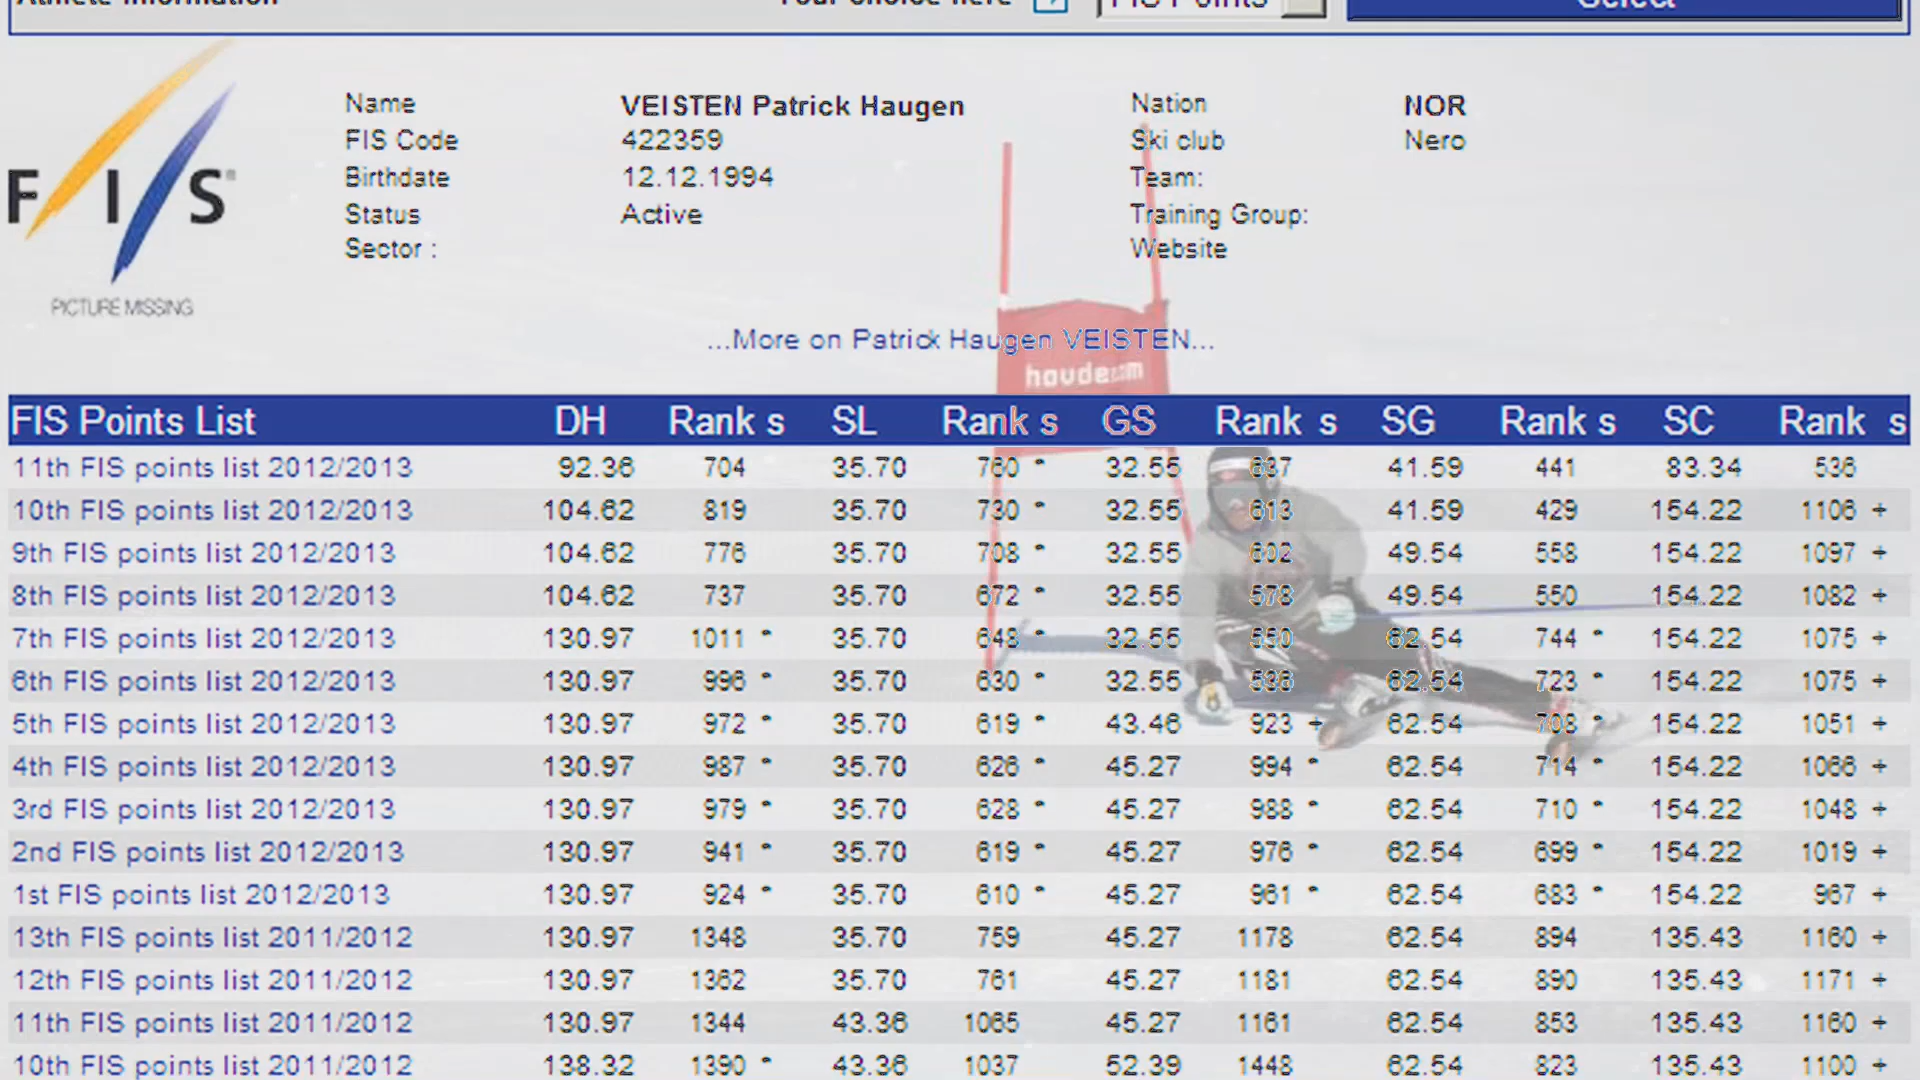 Athlete Information Your choice here FIS Points Select
Name VEISTEN Patrick Haugen Nation NOR
FIS Code 422359 Ski club Nero
Birthdate 12.12.1994 Team:
Status Active Training Group:
Sector : Website
FIS
PICTURE MISSING
...More on Patrick Haugen VEISTEN...
houde.com
FIS Points List DH Rank s SL Rank s GS Rank s SG Rank s SC Rank s
11th FIS points list 2012/2013 92.36 704 35.70 760 * 32.55 637 41.59 441 83.34 536
10th FIS points list 2012/2013 104.62 819 35.70 730 * 32.55 613 41.59 429 154.22 1106 +
9th FIS points list 2012/2013 104.62 776 35.70 708 * 32.55 602 49.54 558 154.22 1097 +
8th FIS points list 2012/2013 104.62 737 35.70 672 * 32.55 578 49.54 550 154.22 1082 +
7th FIS points list 2012/2013 130.97 1011 * 35.70 648 * 32.55 550 62.54 744 * 154.22 1075 +
6th FIS points list 2012/2013 130.97 996 * 35.70 630 * 32.55 62.54 723 * 154.22 1075 +
5th FIS points list 2012/2013 130.97 972 * 35.70 619 * 43.46 923 + 62.54 708 * 154.22 1051 +
4th FIS points list 2012/2013 130.97 987 * 35.70 626 * 45.27 994 * 62.54 714 * 154.22 1066 +
3rd FIS points list 2012/2013 130.97 979 * 35.70 628 * 45.27 988 * 62.54 710 * 154.22 1048 +
2nd FIS points list 2012/2013 130.97 941 * 35.70 619 * 45.27 976 * 62.54 699 * 154.22 1019 +
1st FIS points list 2012/2013 130.97 924 * 35.70 610 * 45.27 961 * 62.54 683 * 154.22 967 +
13th FIS points list 2011/2012 130.97 1348 35.70 759 45.27 1178 62.54 894 135.43 1160 +
12th FIS points list 2011/2012 130.97 1362 35.70 761 45.27 1181 62.54 890 135.43 1171 +
11th FIS points list 2011/2012 130.97 1344 43.36 1065 45.27 1161 62.54 853 135.43 1160 +
10th FIS points list 2011/2012 138.32 1390 * 43.36 1037 52.39 1448 62.54 823 135.43 1100 +